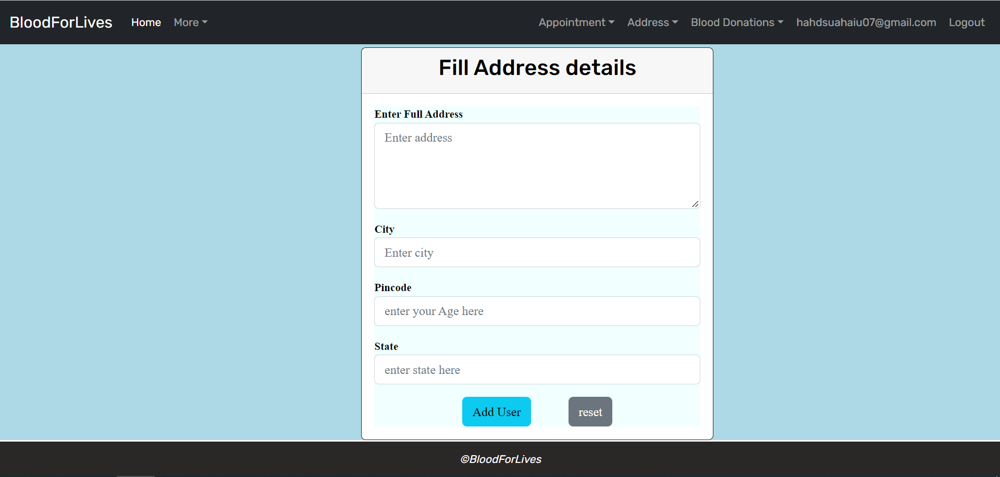 BloodForLives Home More Appointment Address Blood Donations hahdsuahaiu07@gmail.com Logout
Fill Address details
Enter Full Address
Enter address
City
Enter city
Pincode
enter your Age here
State
enter state here
Add User reset
©BloodForLives